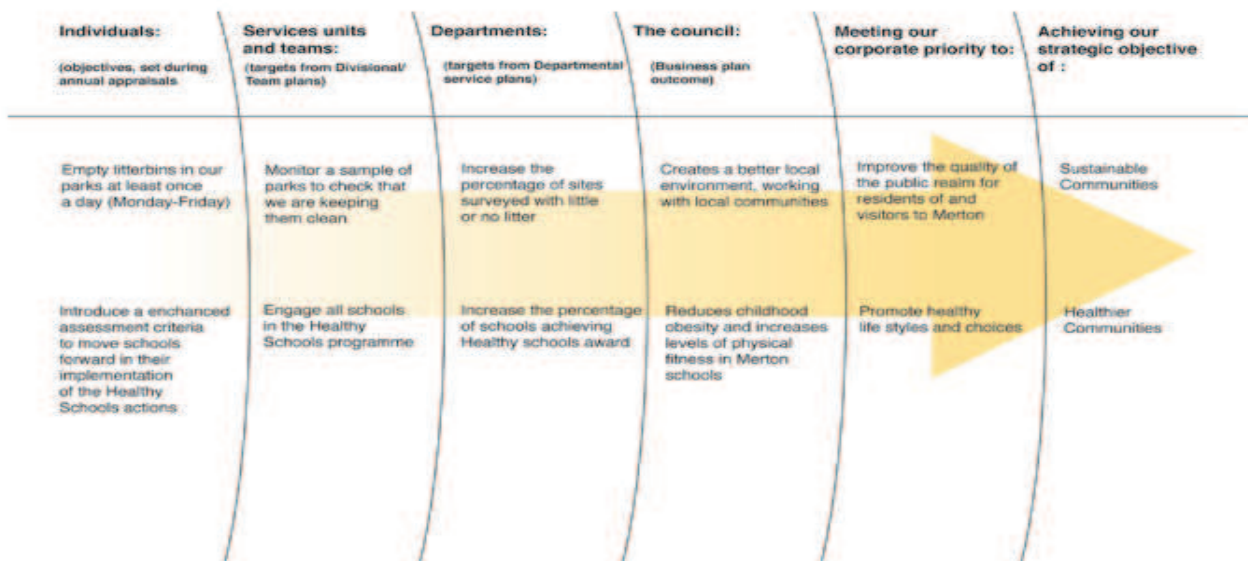 Individuals:
(objectives, set during
annual appraisals
Services units
and teams:
(targets from Divisional/
Team plans)
Departments:
(targets from Departmental
service plans)
The council:
(Business plan
outcome)
Meeting our
corporate priority to:
Achieving our
strategic objective
of :
Empty litterbins in our
parks at least once
a day (Monday-Friday)
Monitor a sample of
parks to check that
we are keeping
them clean
Increase the
percentage of sites
surveyed with little
or no litter
Creates a better local
environment, working
with local communities
Improve the quality of
the public realm for
residents of and
visitors to Merton
Sustainable
Communities
Introduce a enchanced
assessment criteria
to move schools
forward in their
implementation
of the Healthy
Schools actions
Engage all schools
in the Healthy
Schools programme
Increase the percentage
of schools achieving
Healthy schools award
Reduces childhood
obesity and increases
levels of physical
fitness in Merton
schools
Promote healthy
life styles and choices
Healthier
Communities